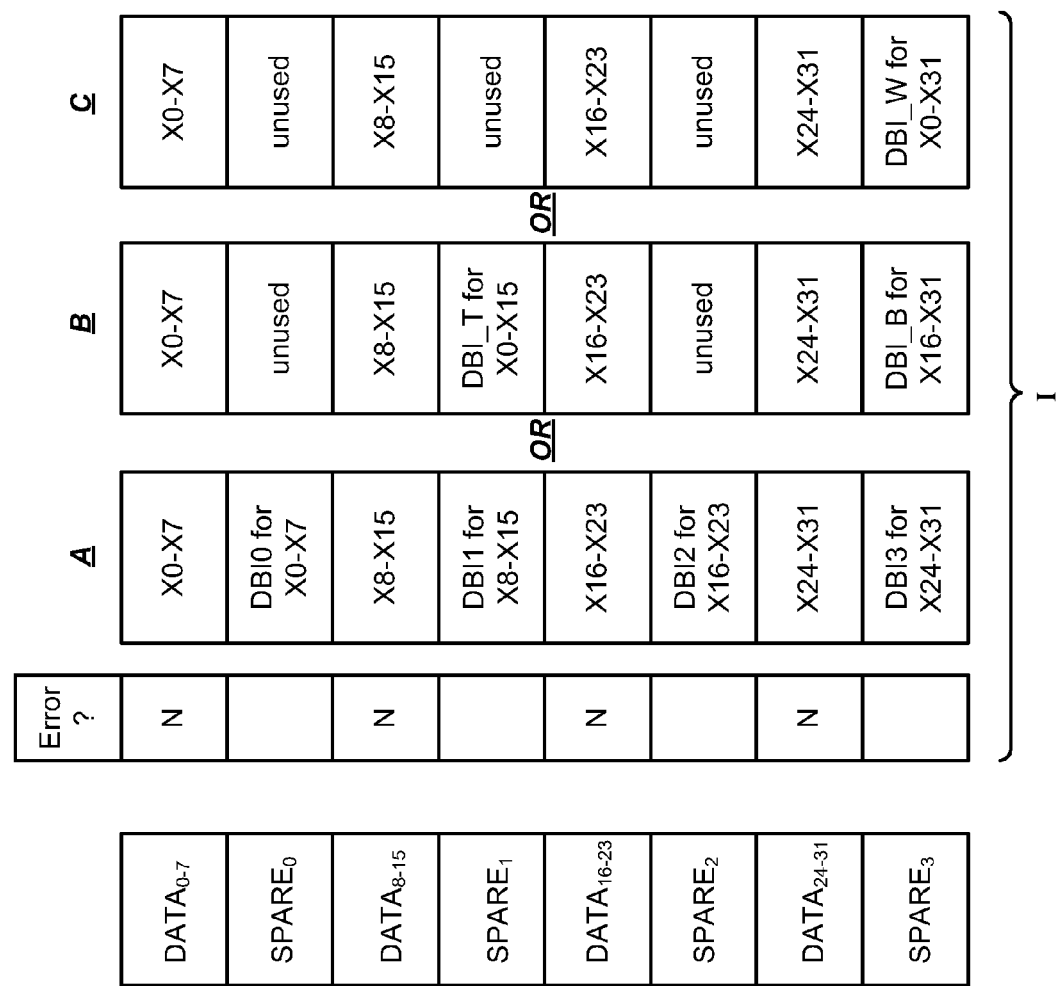 Error
?
A
B
C
DATA0-7
N
X0-X7
X0-X7
X0-X7
SPARE0
DBI0 for
X0-X7
unused
unused
DATA8-15
N
X8-X15
X8-X15
X8-X15
SPARE1
DBI1 for
X8-X15
DBI_T for
X0-X15
unused
OR
OR
DATA16-23
N
X16-X23
X16-X23
X16-X23
SPARE2
DBI2 for
X16-X23
unused
unused
DATA24-31
N
X24-X31
X24-X31
X24-X31
SPARE3
DBI3 for
X24-X31
DBI_B for
X16-X31
DBI_W for
X0-X31
I